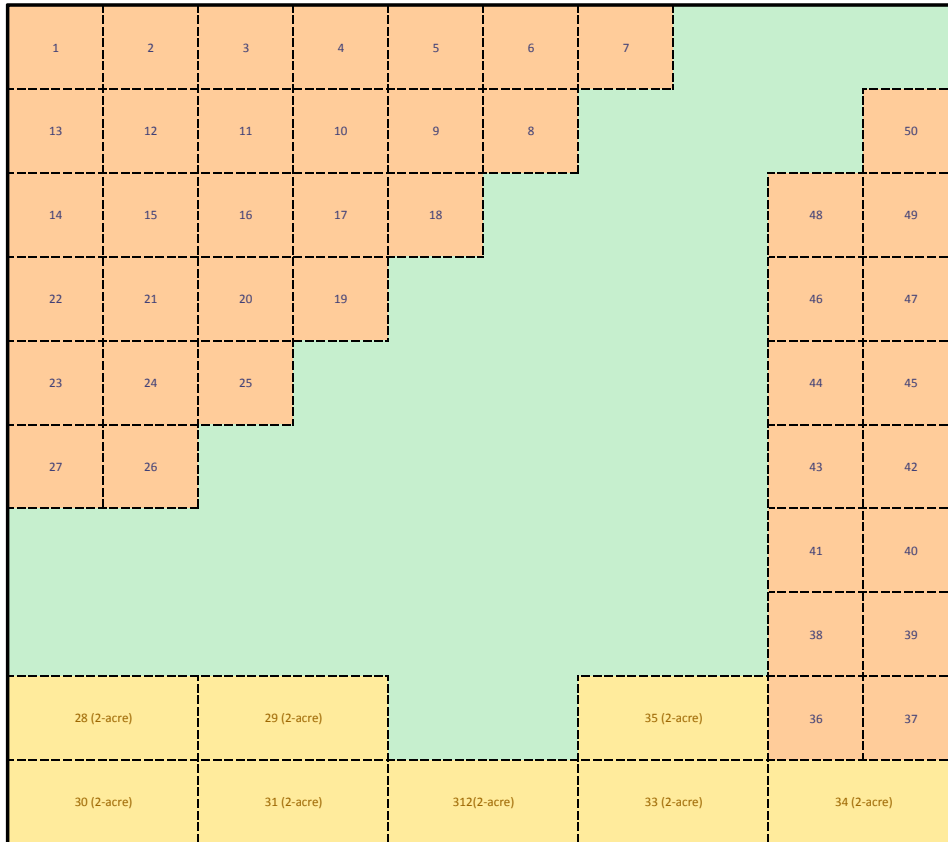 1 2 3 4 5 6 7
13 12 11 10 9 8 50
14 15 16 17 18 48 49
22 21 20 19 46 47
23 24 25 44 45
27 26 43 42
41 40
38 39
28 (2-acre) 29 (2-acre) 35 (2-acre) 36 37
30 (2-acre) 31 (2-acre) 312(2-acre) 33 (2-acre) 34 (2-acre)